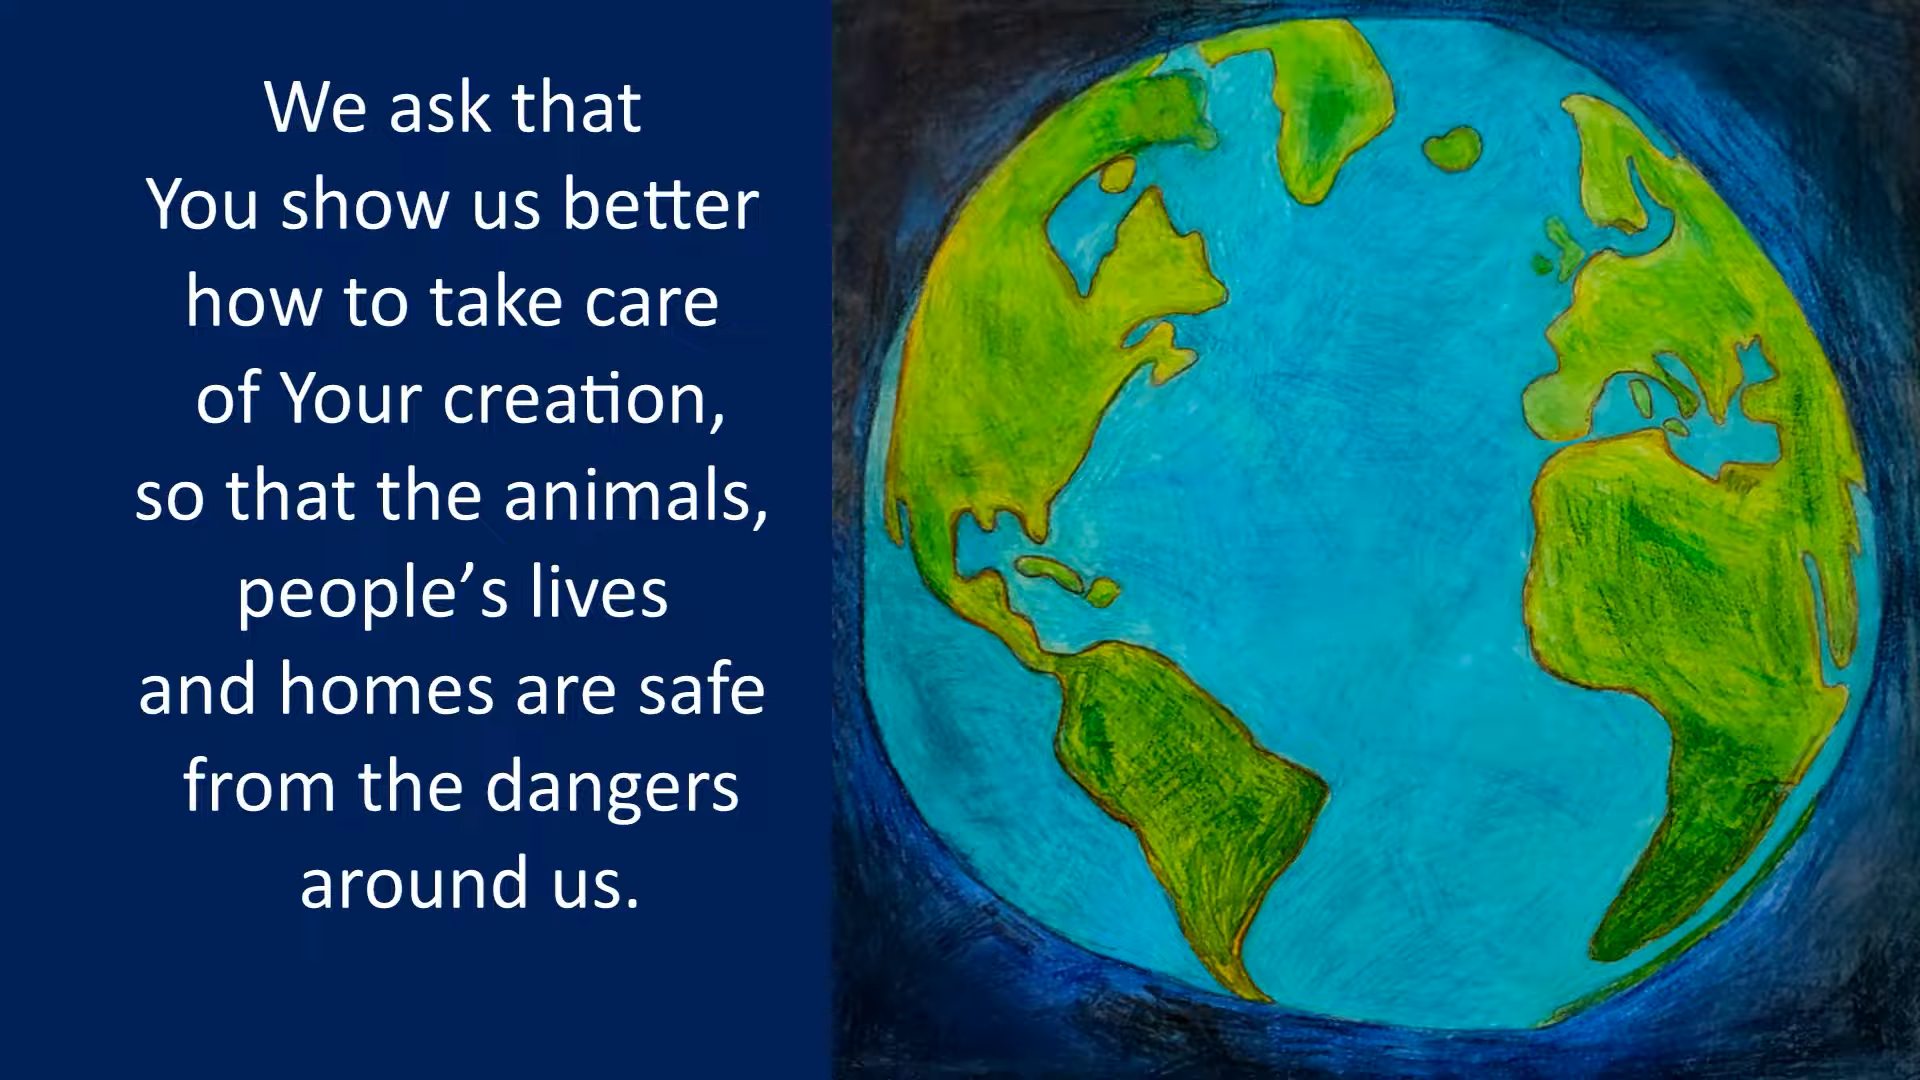 We ask that
You show us better
how to take care
of Your creation,
so that the animals,
people’s lives
and homes are safe
from the dangers
around us.